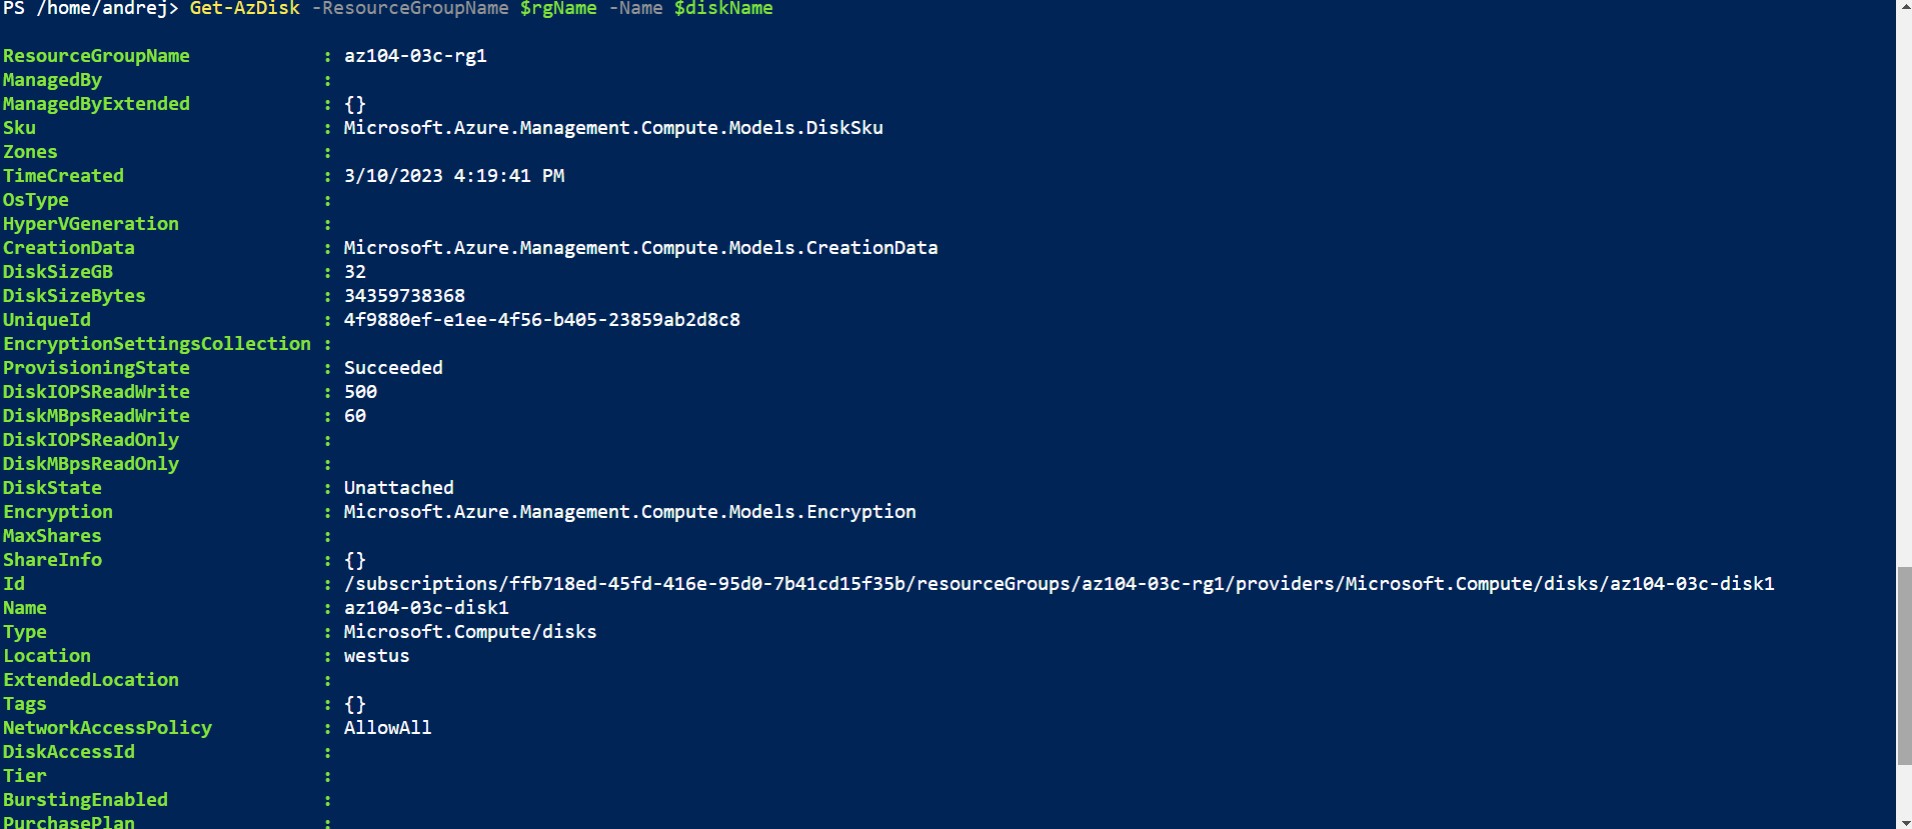 PS /home/andrej> Get-AzDisk -ResourceGroupName $rgName -Name $diskName
ResourceGroupName : az104-03c-rg1
ManagedBy :
ManagedByExtended : {}
Sku : Microsoft.Azure.Management.Compute.Models.DiskSku
Zones :
TimeCreated : 3/10/2023 4:19:41 PM
OsType :
HyperVGeneration :
CreationData : Microsoft.Azure.Management.Compute.Models.CreationData
DiskSizeGB : 32
DiskSizeBytes : 34359738368
UniqueId : 4f9880ef-e1ee-4f56-b405-23859ab2d8c8
EncryptionSettingsCollection :
ProvisioningState : Succeeded
DiskIOPSReadWrite : 500
DiskMBpsReadWrite : 60
DiskIOPSReadOnly :
DiskMBpsReadOnly :
DiskState : Unattached
Encryption : Microsoft.Azure.Management.Compute.Models.Encryption
MaxShares :
ShareInfo : {}
Id : /subscriptions/ffb718ed-45fd-416e-95d0-7b41cd15f35b/resourceGroups/az104-03c-rg1/providers/Microsoft.Compute/disks/az104-03c-disk1
Name : az104-03c-disk1
Type : Microsoft.Compute/disks
Location : westus
ExtendedLocation :
Tags : {}
NetworkAccessPolicy : AllowAll
DiskAccessId :
Tier :
BurstingEnabled :
PurchasePlan :